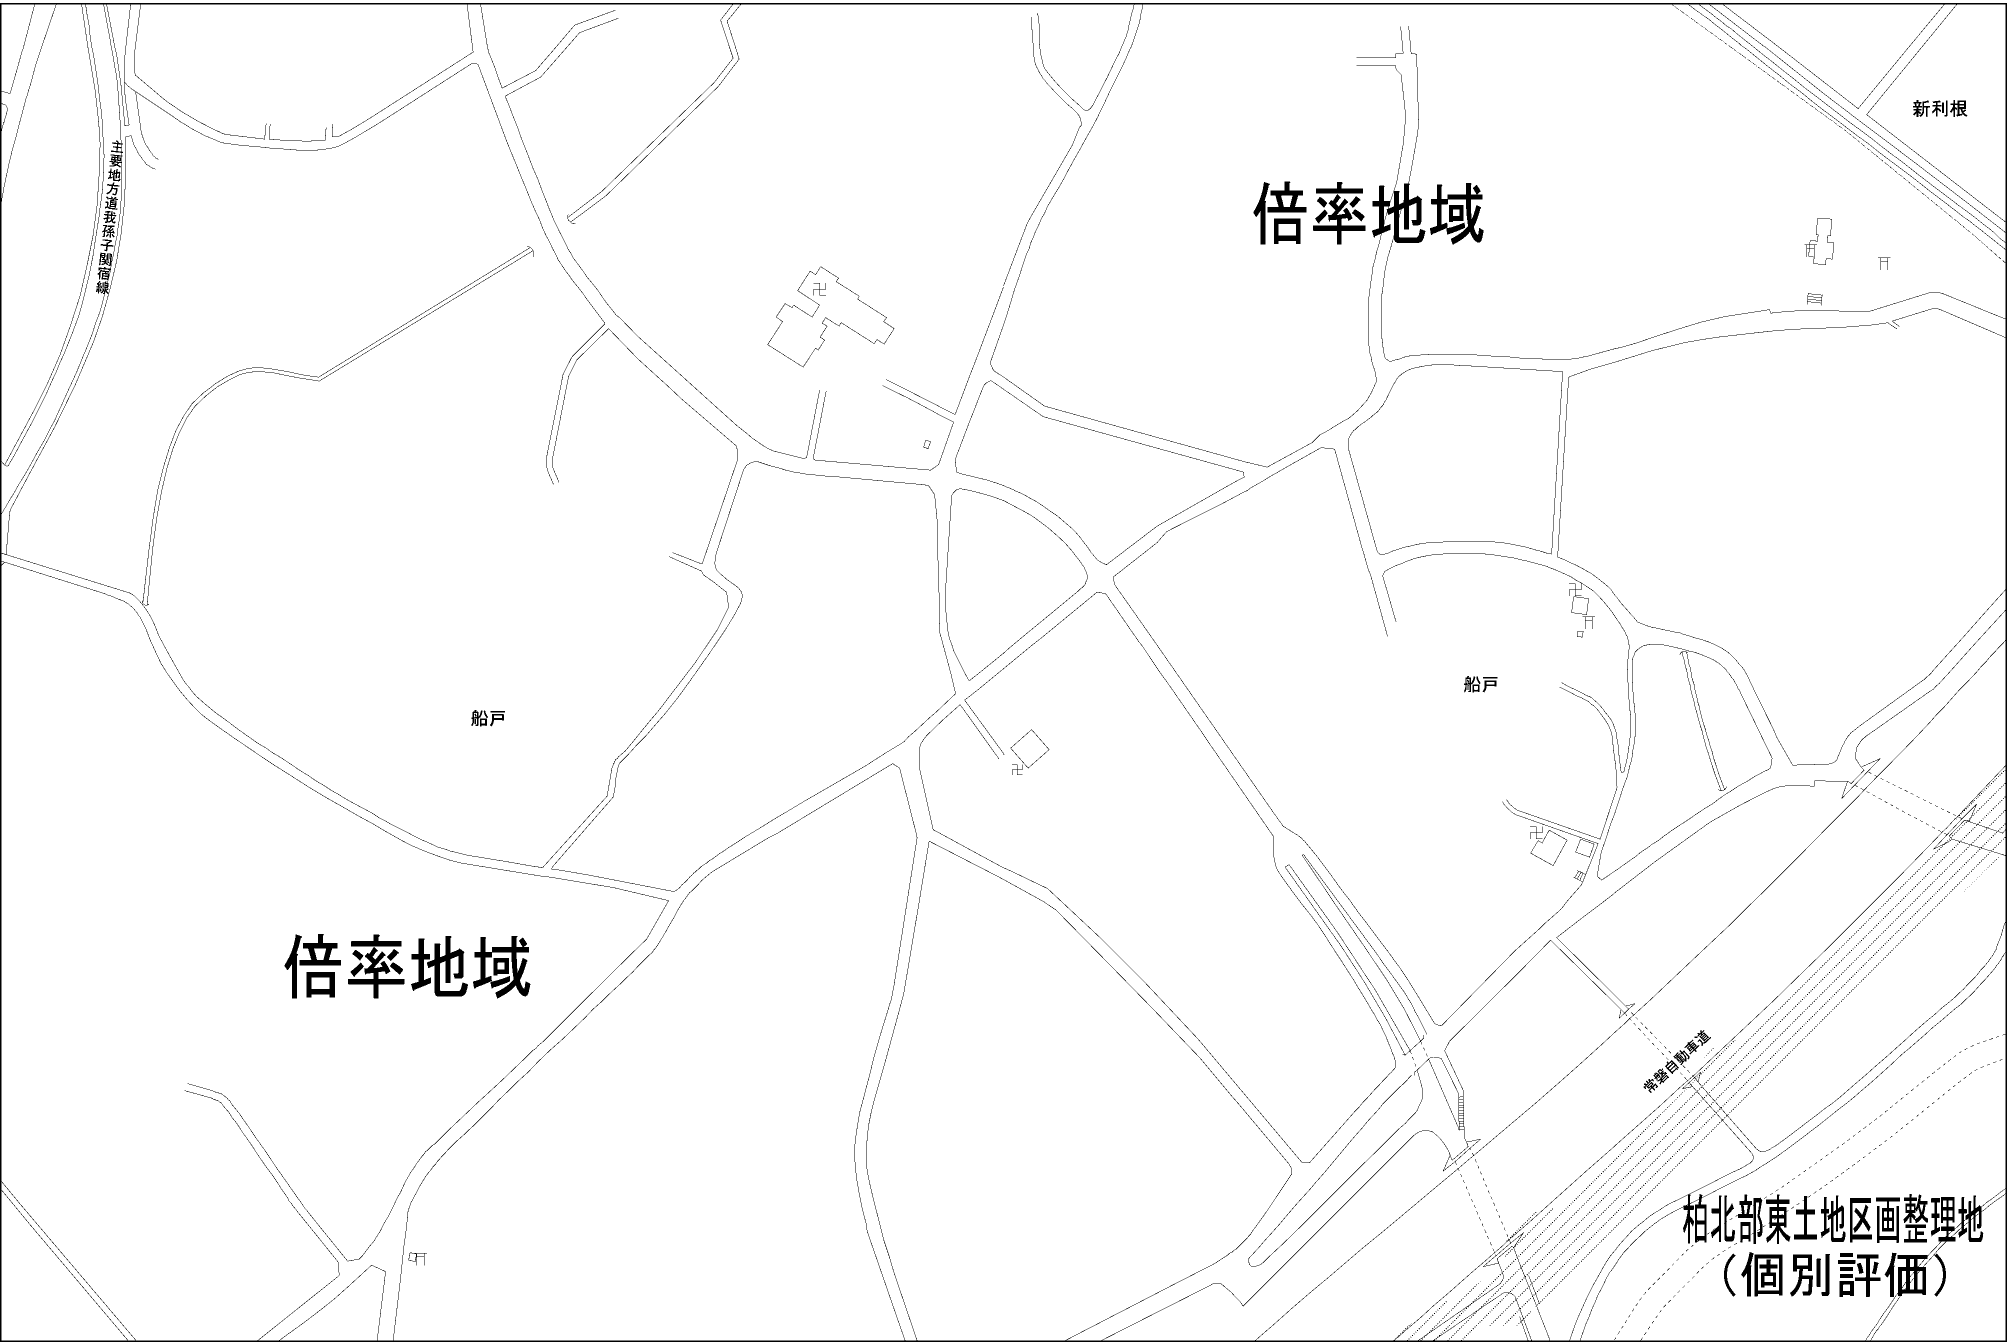 新利根
主要地方道我孫子関宿線
倍率地域
船戸
船戸
倍率地域
常磐自動車道
柏北部東土地区画整理地
（個別評価）